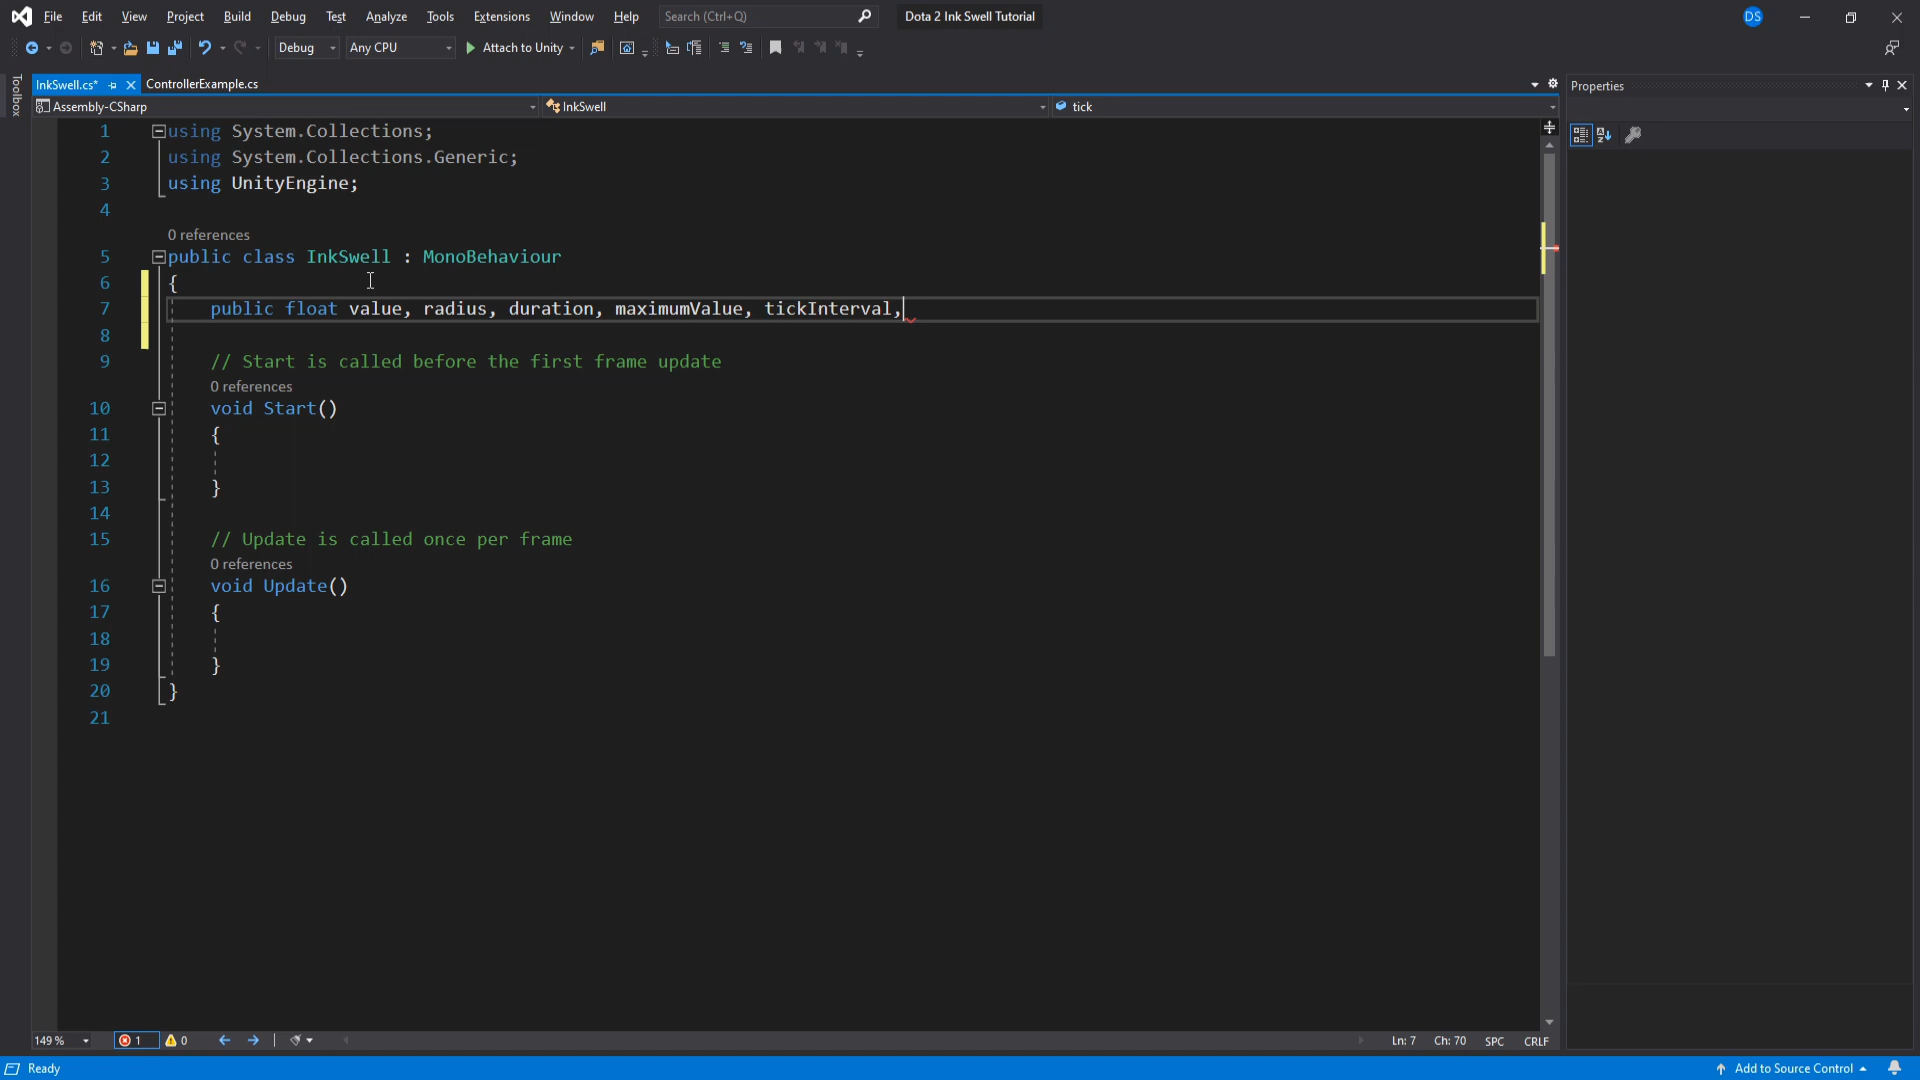 File Edit View Project Build Debug Test Analyze Tools Extensions Window Help Search (Ctrl+Q) Dota 2 Ink Swell Tutorial DS
Debug Any CPU Attach to Unity
Toolbox
InkSwell.cs* ControllerExample.cs
Properties
Assembly-CSharp InkSwell tick
1 using System.Collections;
2 using System.Collections.Generic;
3 using UnityEngine;
4
0 references
5 public class InkSwell : MonoBehaviour
6 {
7 public float value, radius, duration, maximumValue, tickInterval,
8
9 // Start is called before the first frame update
0 references
10 void Start()
11 {
12
13 }
14
15 // Update is called once per frame
0 references
16 void Update()
17 {
18
19 }
20 }
21
149 % 1 0 Ln: 7 Ch: 70 SPC CRLF
Ready Add to Source Control